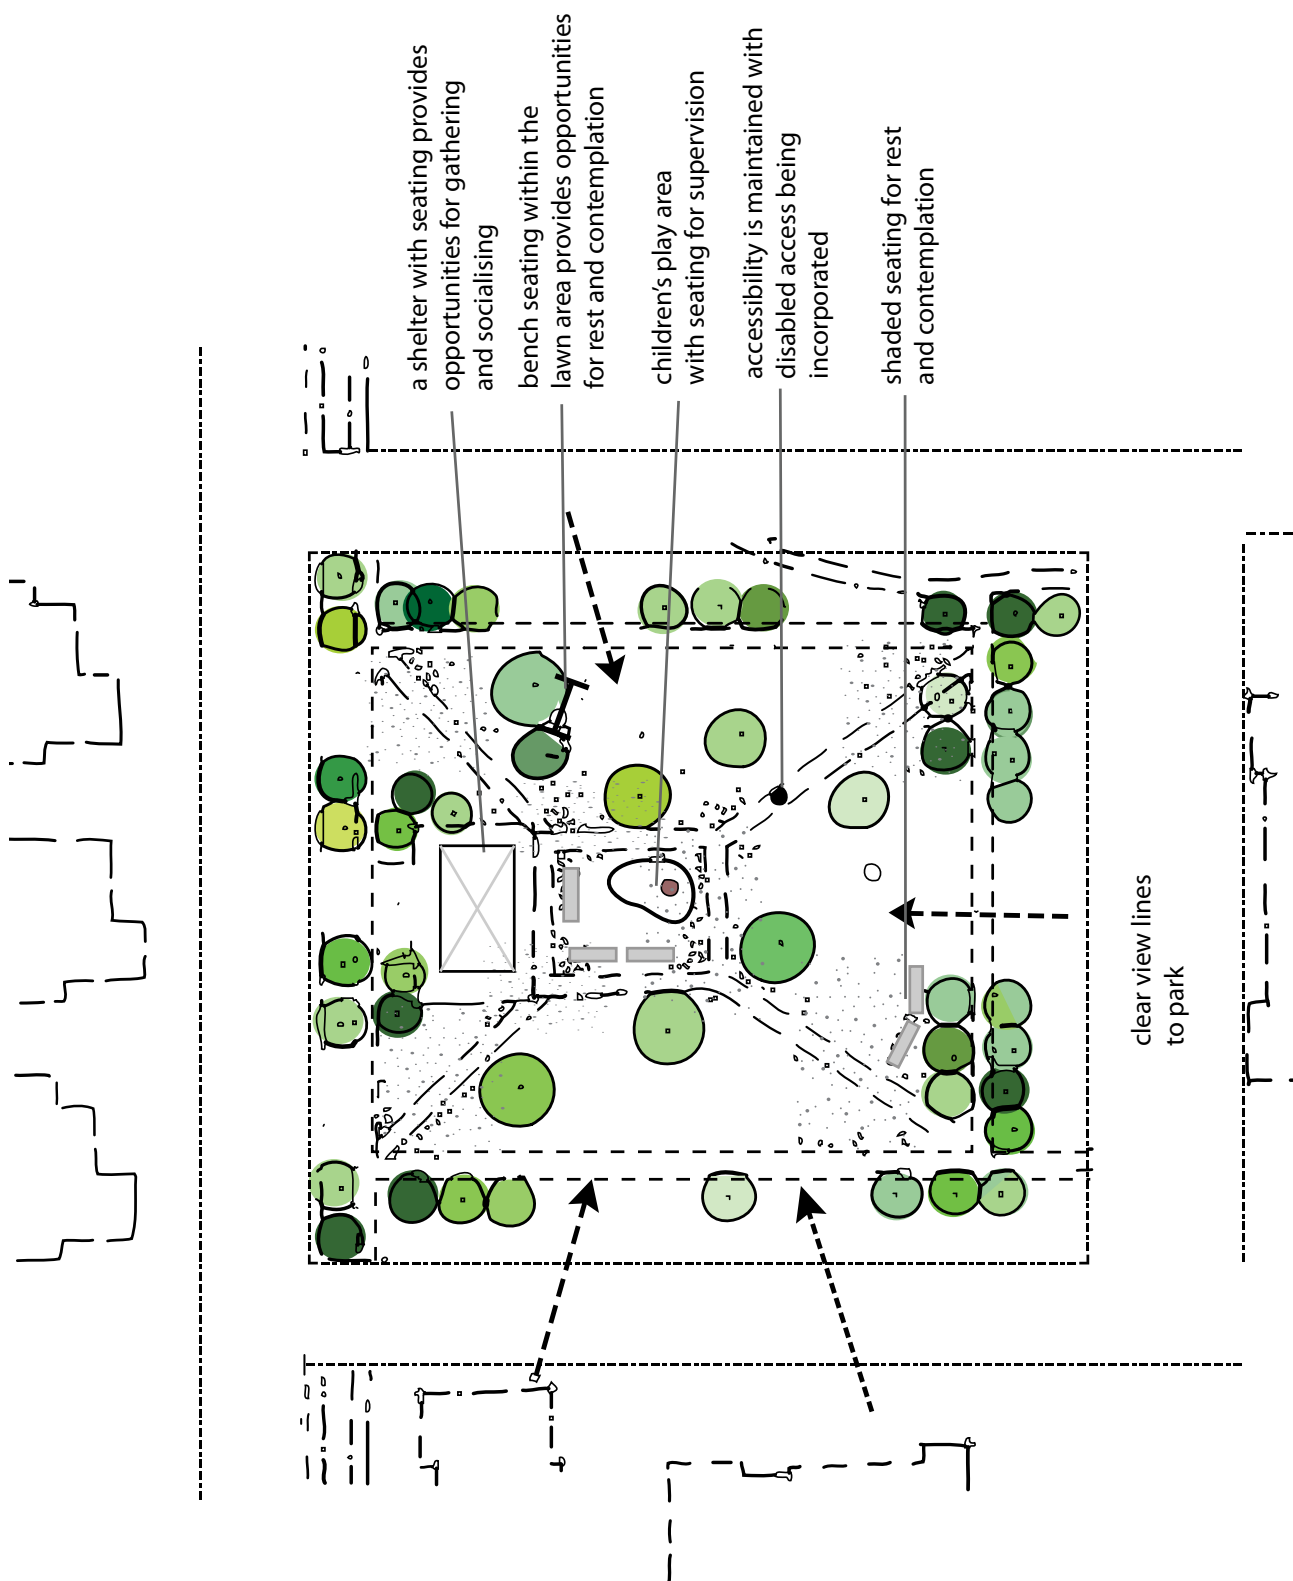 a shelter with seating provides
opportunities for gathering
and socialising
bench seating within the
lawn area provides opportunities
for rest and contemplation
children’s play area
with seating for supervision
accessibility is maintained with
disabled access being
incorporated
shaded seating for rest
and contemplation
clear view lines
to park